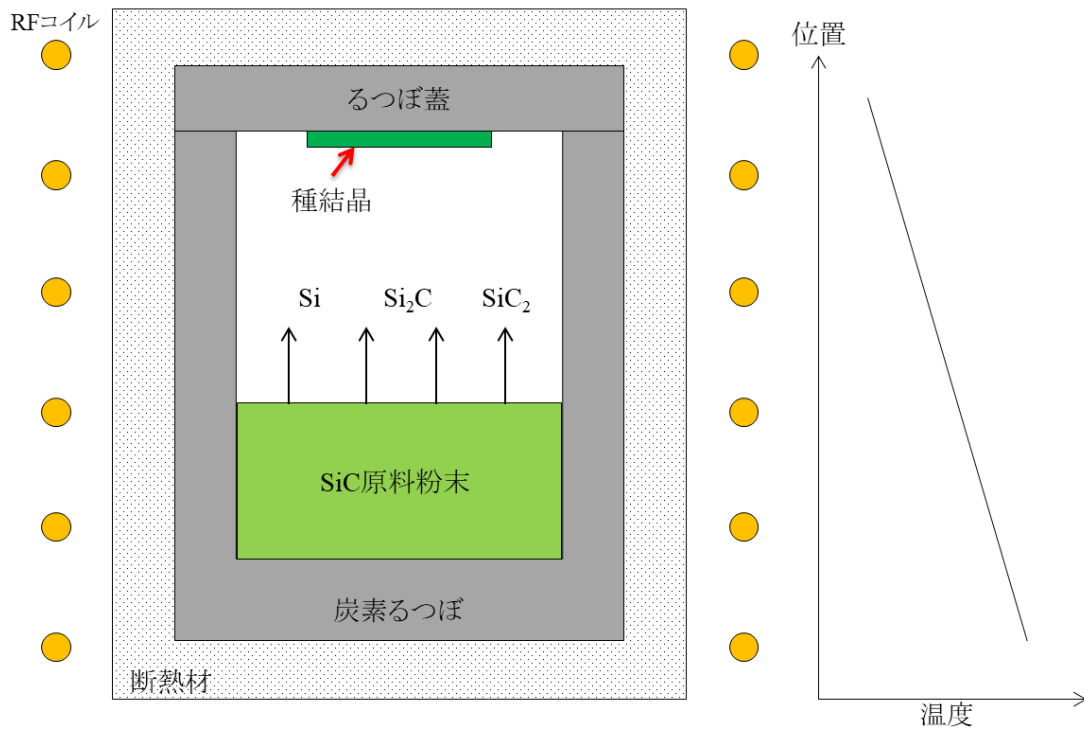 RFコイル
位置
るつぼ蓋
種結晶
Si
Si₂C
SiC₂
SiC原料粉末
炭素るつぼ
断熱材
温度